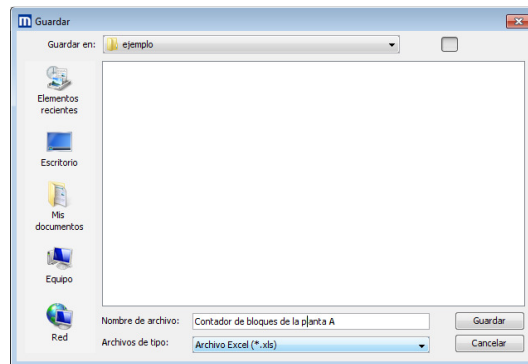 m Guardar
Guardar en: ejemplo
Elementos
recientes
Escritorio
Mis
documentos
Equipo
Red
Nombre de archivo: Contador de bloques de la planta A Guardar
Archivos de tipo: Archivo Excel (*.xls) Cancelar